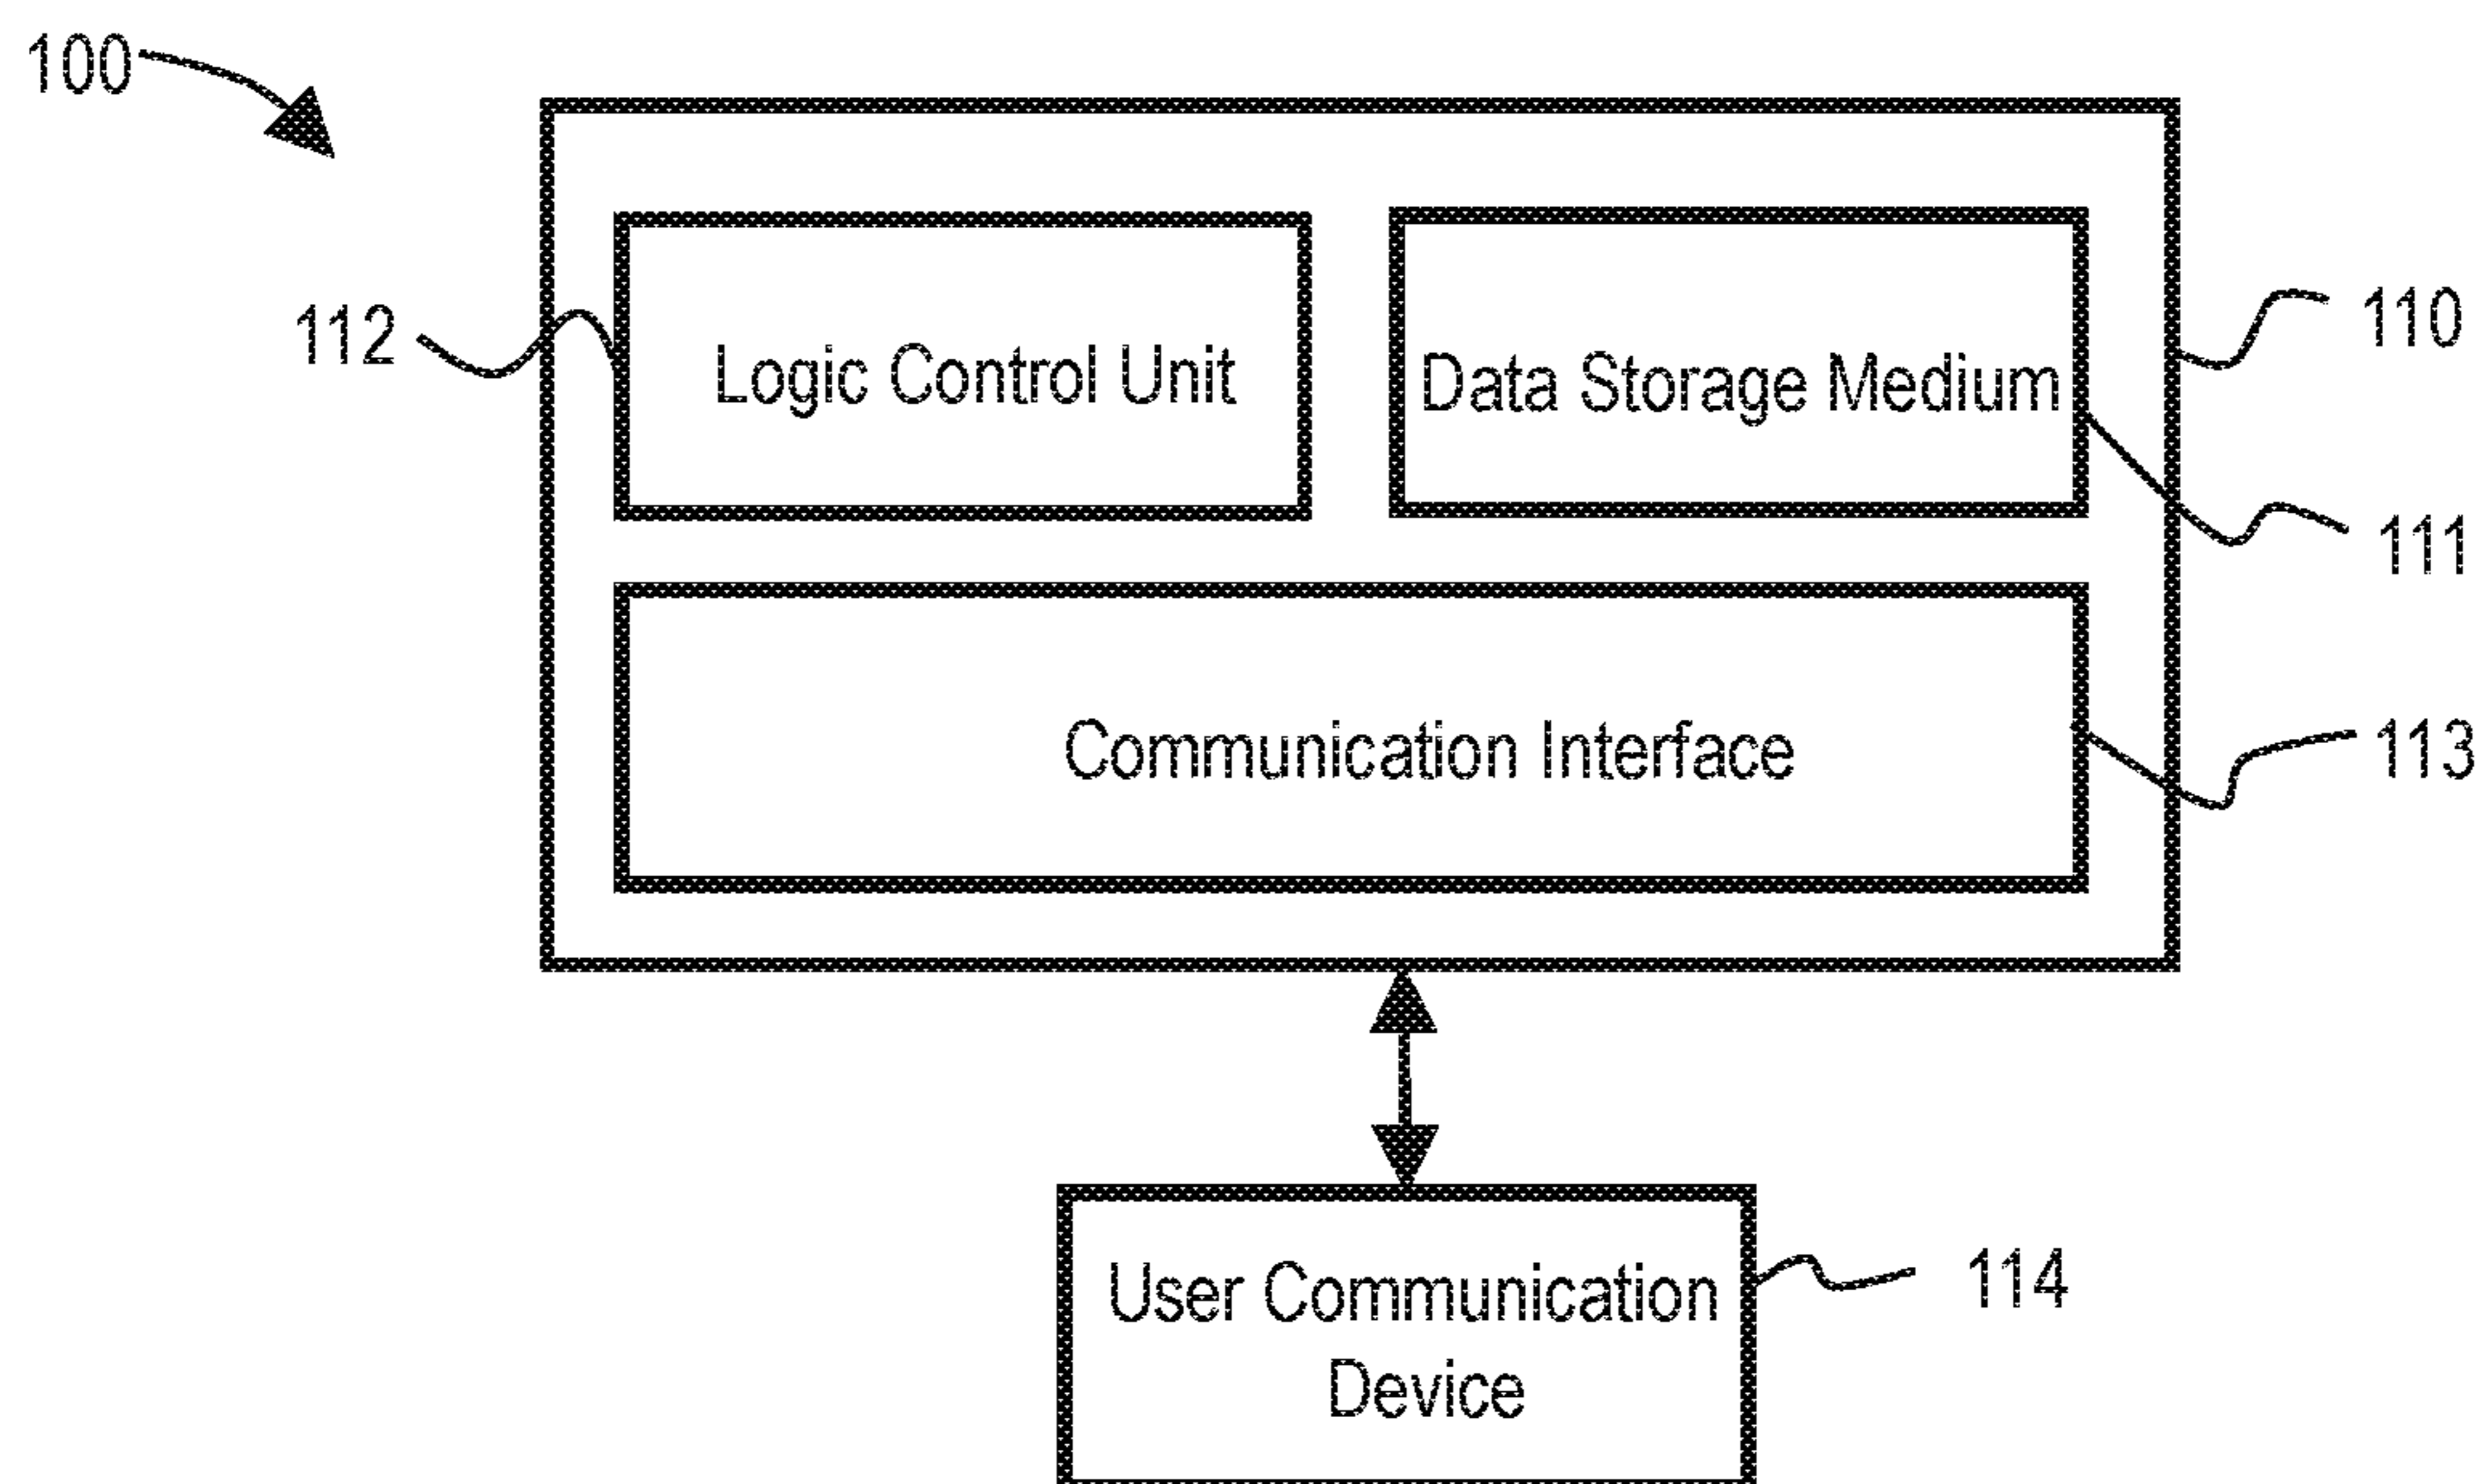 100
112
Logic Control Unit
Data Storage Medium
110
111
Communication Interface
113
User Communication
Device
114